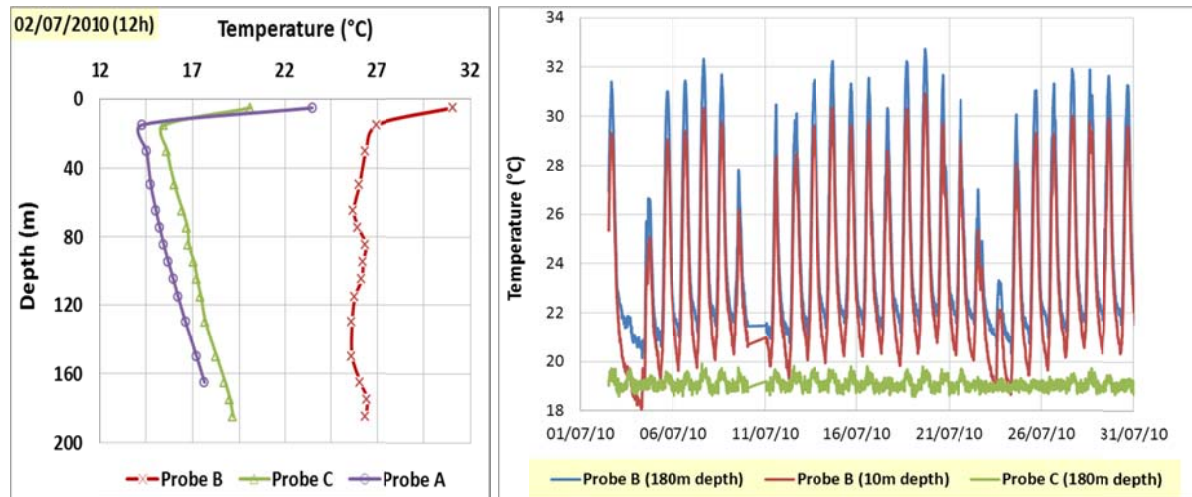 02/07/2010 (12h)
Temperature (°C)
12 17 22 27 32
0
40
80
120
160
200
Depth (m)
Probe B Probe C Probe A
34
32
30
28
26
24
22
20
18
Temperature (°C)
01/07/10 06/07/10 11/07/10 16/07/10 21/07/10 26/07/10 31/07/10
Probe B (180m depth) Probe B (10m depth) Probe C (180m depth)